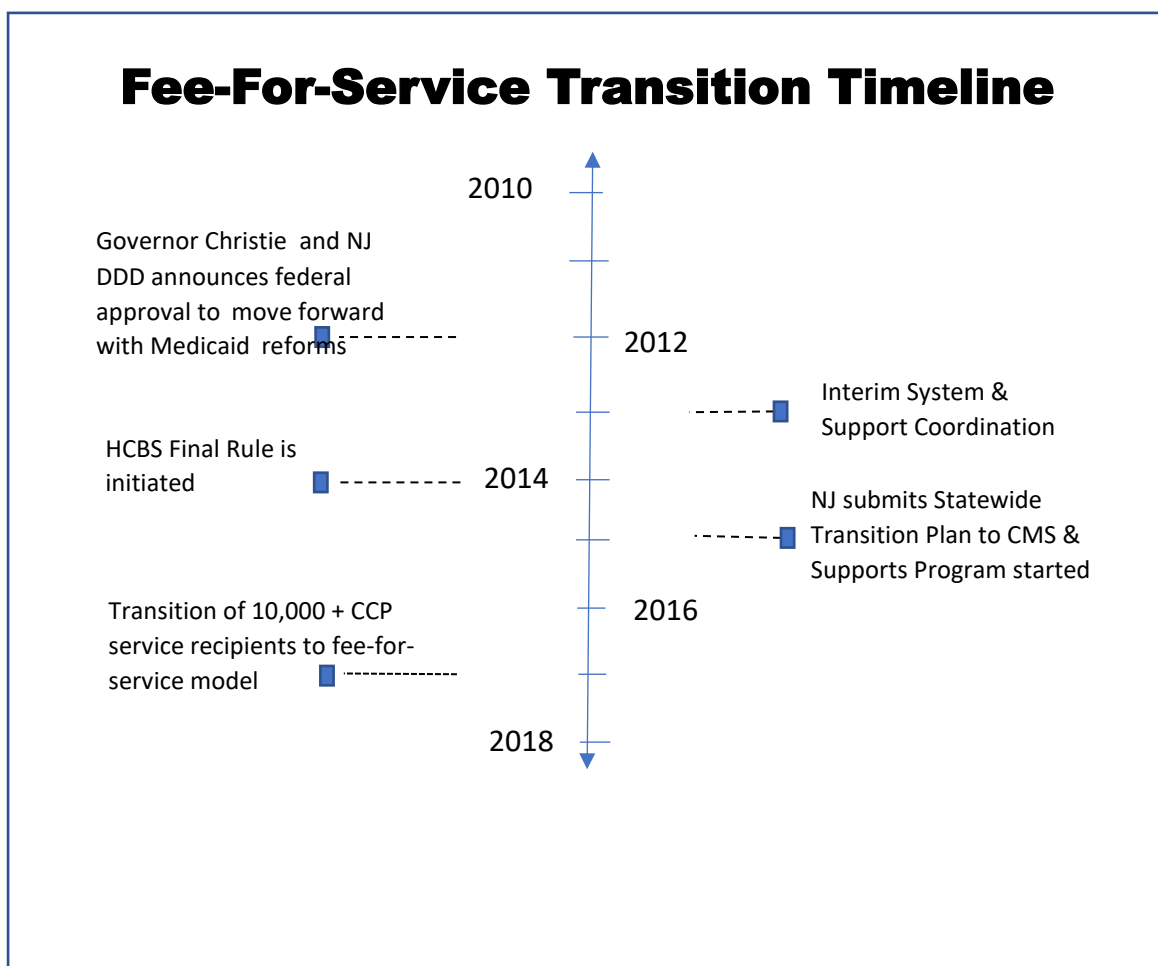 Fee-For-Service Transition Timeline
2010
Governor Christie and NJ
DDD announces federal
approval to move forward
with Medicaid reforms
2012
Interim System &
Support Coordination
HCBS Final Rule is
initiated
2014
NJ submits Statewide
Transition Plan to CMS &
Supports Program started
2016
Transition of 10,000 + CCP
service recipients to fee-for-
service model
2018